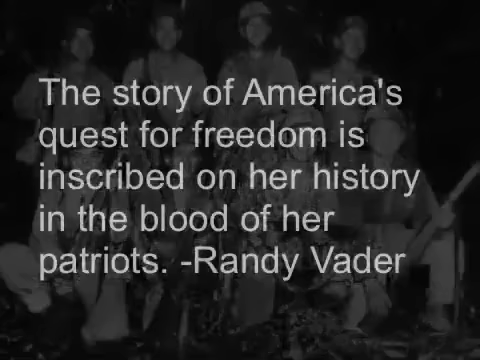 The story of America's
quest for freedom is
inscribed on her history
in the blood of her
patriots. -Randy Vader